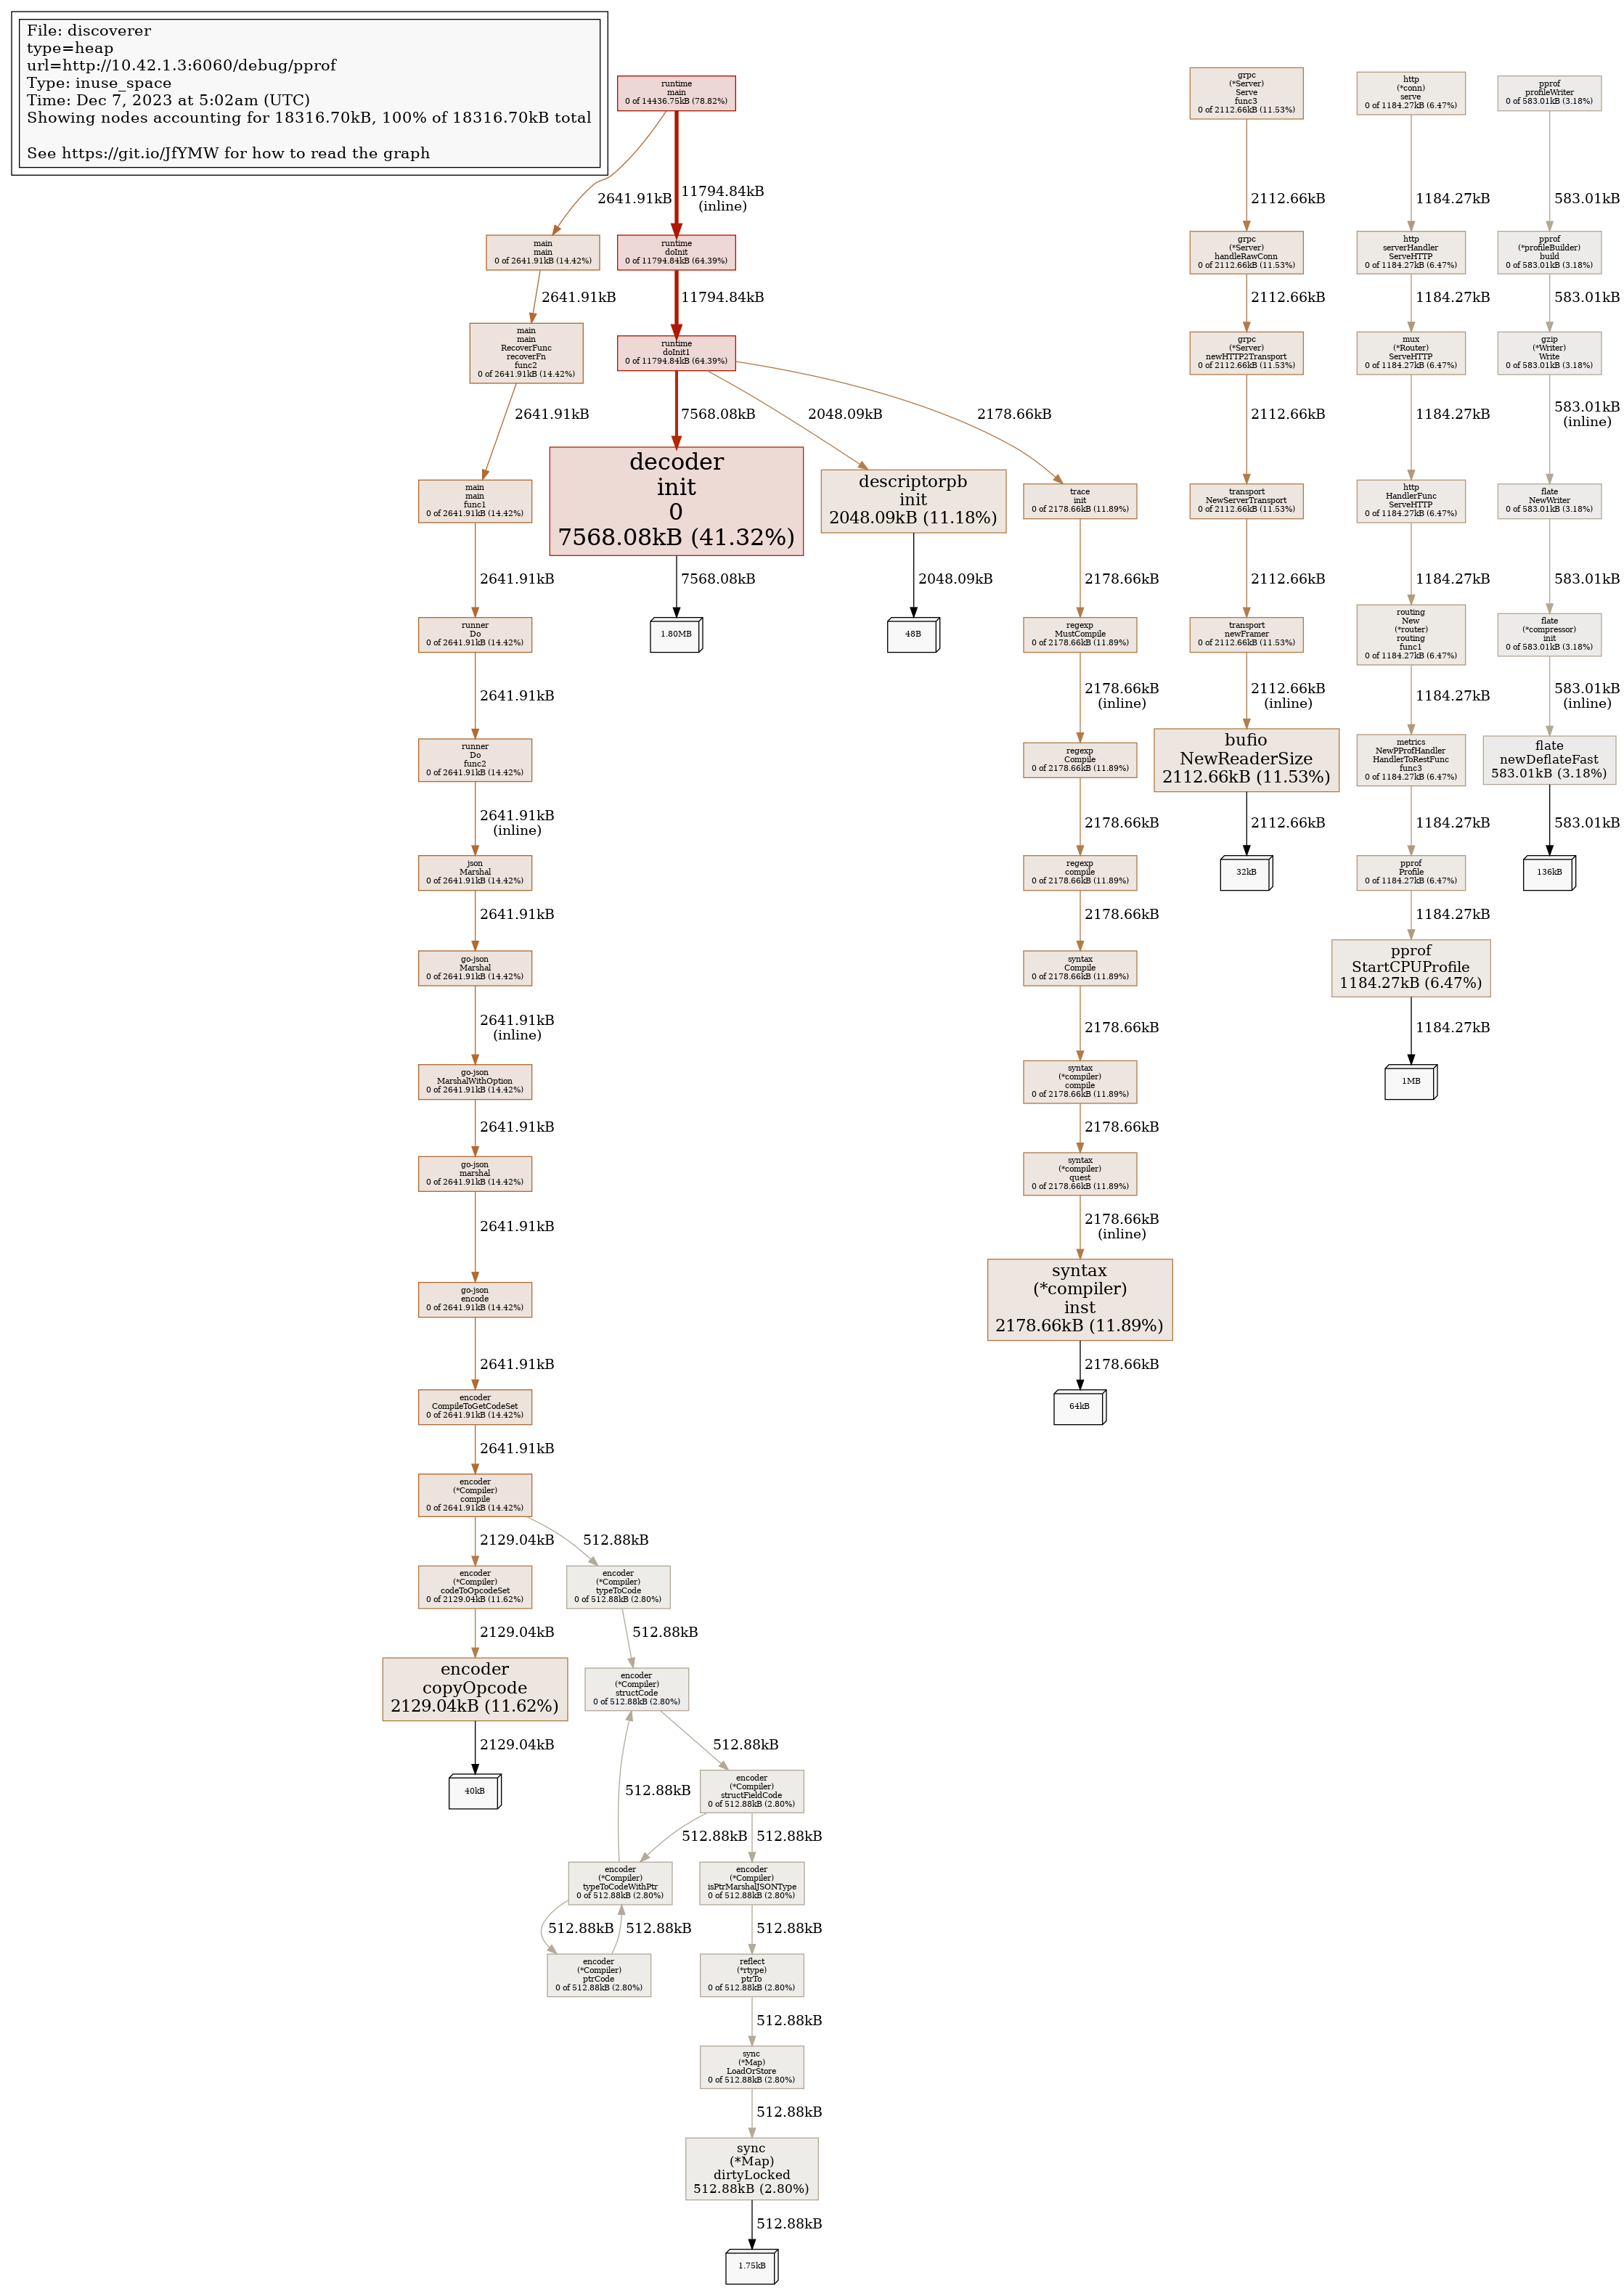 File: discoverer
type=heap
url=http://10.42.1.3:6060/debug/pprof
Type: inuse_space
Time: Dec 7, 2023 at 5:02am (UTC)
Showing nodes accounting for 18316.70kB, 100% of 18316.70kB total
See https://git.io/JfYMW for how to read the graph
runtime
main
0 of 14436.75kB (78.82%)
2641.91kB
11794.84kB
(inline)
main
main
0 of 2641.91kB (14.42%)
runtime
doInit
0 of 11794.84kB (64.39%)
2641.91kB
11794.84kB
main
main
RecoverFunc
recoverFn
func2
0 of 2641.91kB (14.42%)
runtime
doInit1
0 of 11794.84kB (64.39%)
2641.91kB
7568.08kB
2048.09kB
2178.66kB
main
main
func1
0 of 2641.91kB (14.42%)
decoder
init
0
7568.08kB (41.32%)
descriptorpb
init
2048.09kB (11.18%)
trace
init
0 of 2178.66kB (11.89%)
2641.91kB
7568.08kB
2048.09kB
2178.66kB
runner
Do
0 of 2641.91kB (14.42%)
1.80MB
48B
regexp
MustCompile
0 of 2178.66kB (11.89%)
2641.91kB
2178.66kB
(inline)
runner
Do
func2
0 of 2641.91kB (14.42%)
regexp
Compile
0 of 2178.66kB (11.89%)
2641.91kB
(inline)
2178.66kB
json
Marshal
0 of 2641.91kB (14.42%)
regexp
compile
0 of 2178.66kB (11.89%)
2641.91kB
2178.66kB
go-json
Marshal
0 of 2641.91kB (14.42%)
syntax
Compile
0 of 2178.66kB (11.89%)
2641.91kB
(inline)
2178.66kB
go-json
MarshalWithOption
0 of 2641.91kB (14.42%)
syntax
(*compiler)
compile
0 of 2178.66kB (11.89%)
2641.91kB
2178.66kB
go-json
marshal
0 of 2641.91kB (14.42%)
syntax
(*compiler)
quest
0 of 2178.66kB (11.89%)
2641.91kB
2178.66kB
(inline)
go-json
encode
0 of 2641.91kB (14.42%)
syntax
(*compiler)
inst
2178.66kB (11.89%)
2641.91kB
2178.66kB
encoder
CompileToGetCodeSet
0 of 2641.91kB (14.42%)
64kB
2641.91kB
encoder
(*Compiler)
compile
0 of 2641.91kB (14.42%)
2129.04kB
512.88kB
encoder
(*Compiler)
codeToOpcodeSet
0 of 2129.04kB (11.62%)
encoder
(*Compiler)
typeToCode
0 of 512.88kB (2.80%)
2129.04kB
512.88kB
encoder
copyOpcode
2129.04kB (11.62%)
encoder
(*Compiler)
structCode
0 of 512.88kB (2.80%)
2129.04kB
512.88kB
40kB
512.88kB
encoder
(*Compiler)
structFieldCode
0 of 512.88kB (2.80%)
512.88kB
512.88kB
encoder
(*Compiler)
typeToCodeWithPtr
0 of 512.88kB (2.80%)
encoder
(*Compiler)
isPtrMarshalJSONType
0 of 512.88kB (2.80%)
512.88kB
512.88kB
512.88kB
encoder
(*Compiler)
ptrCode
0 of 512.88kB (2.80%)
reflect
(*rtype)
ptrTo
0 of 512.88kB (2.80%)
512.88kB
sync
(*Map)
LoadOrStore
0 of 512.88kB (2.80%)
512.88kB
sync
(*Map)
dirtyLocked
512.88kB (2.80%)
512.88kB
1.75kB
grpc
(*Server)
Serve
func3
0 of 2112.66kB (11.53%)
2112.66kB
grpc
(*Server)
handleRawConn
0 of 2112.66kB (11.53%)
2112.66kB
grpc
(*Server)
newHTTP2Transport
0 of 2112.66kB (11.53%)
2112.66kB
transport
NewServerTransport
0 of 2112.66kB (11.53%)
2112.66kB
transport
newFramer
0 of 2112.66kB (11.53%)
2112.66kB
(inline)
bufio
NewReaderSize
2112.66kB (11.53%)
2112.66kB
32kB
http
(*conn)
serve
0 of 1184.27kB (6.47%)
1184.27kB
http
serverHandler
ServeHTTP
0 of 1184.27kB (6.47%)
1184.27kB
mux
(*Router)
ServeHTTP
0 of 1184.27kB (6.47%)
1184.27kB
http
HandlerFunc
ServeHTTP
0 of 1184.27kB (6.47%)
1184.27kB
routing
New
(*router)
routing
func1
0 of 1184.27kB (6.47%)
1184.27kB
metrics
NewPProfHandler
HandlerToRestFunc
func3
0 of 1184.27kB (6.47%)
1184.27kB
pprof
Profile
0 of 1184.27kB (6.47%)
1184.27kB
pprof
StartCPUProfile
1184.27kB (6.47%)
1184.27kB
1MB
pprof
profileWriter
0 of 583.01kB (3.18%)
583.01kB
pprof
(*profileBuilder)
build
0 of 583.01kB (3.18%)
583.01kB
gzip
(*Writer)
Write
0 of 583.01kB (3.18%)
583.01kB
(inline)
flate
NewWriter
0 of 583.01kB (3.18%)
583.01kB
flate
(*compressor)
init
0 of 583.01kB (3.18%)
583.01kB
(inline)
flate
newDeflateFast
583.01kB (3.18%)
583.01kB
136kB